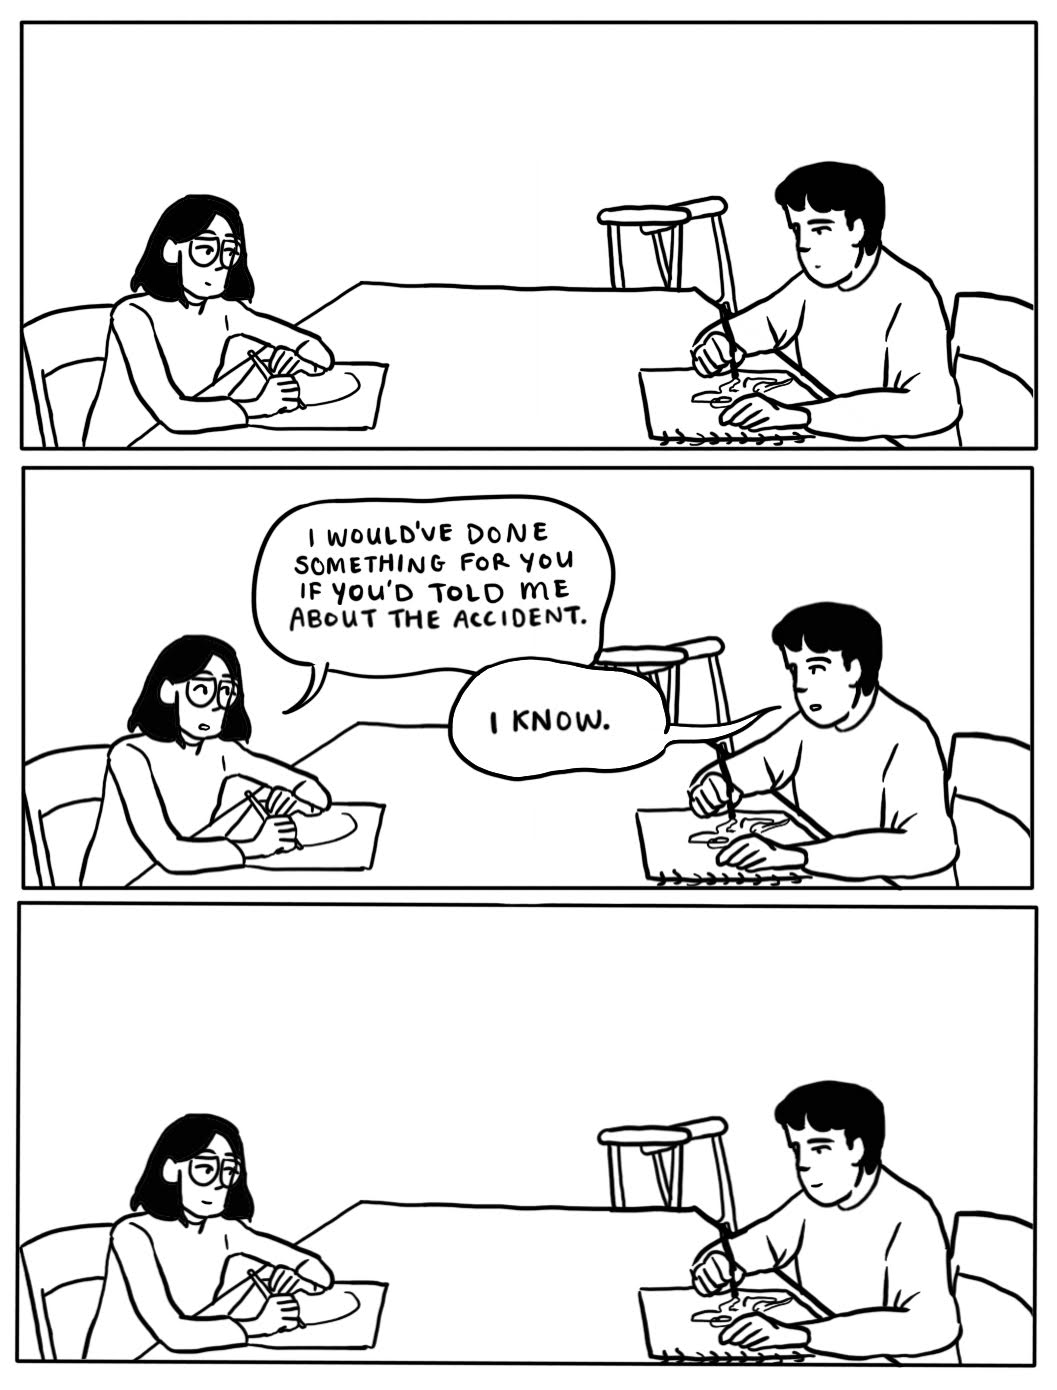 I WOULD'VE DONE
SOMETHING FOR YOU
IF YOU'D TOLD ME
ABOUT THE ACCIDENT.
I KNOW.